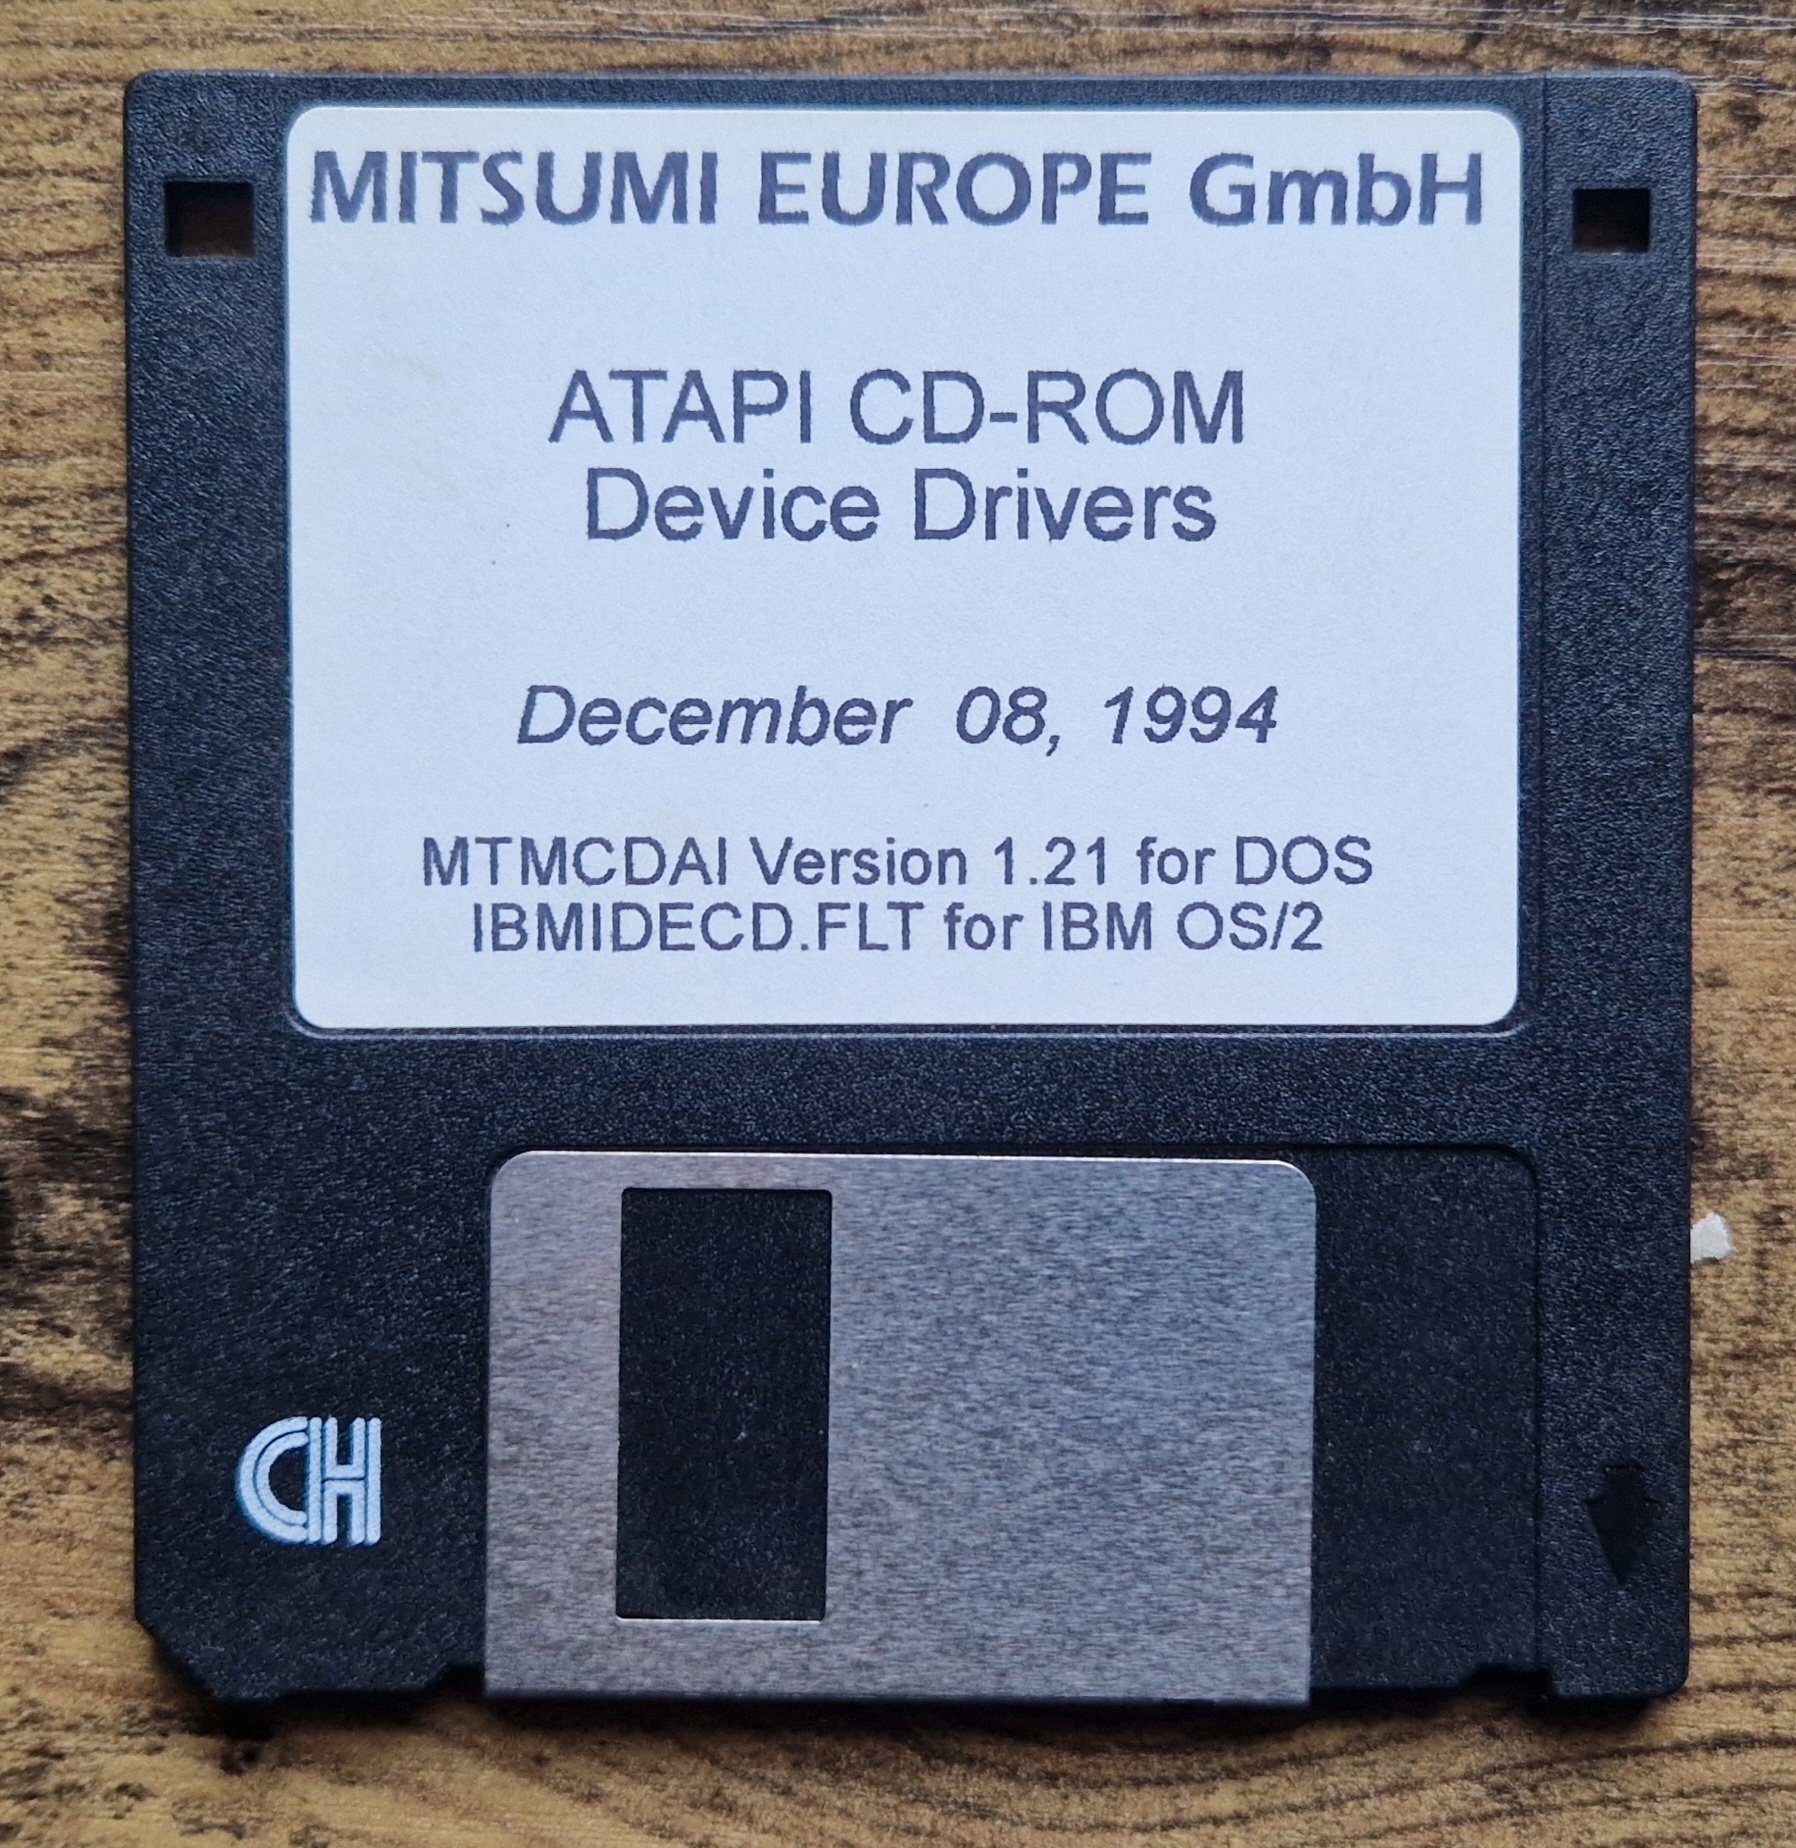 MITSUMI EUROPE GmbH
ATAPI CD-ROM
Device Drivers
December 08, 1994
MTMCDAI Version 1.21 for DOS
IBMIDECD.FLT for IBM OS/2
CH